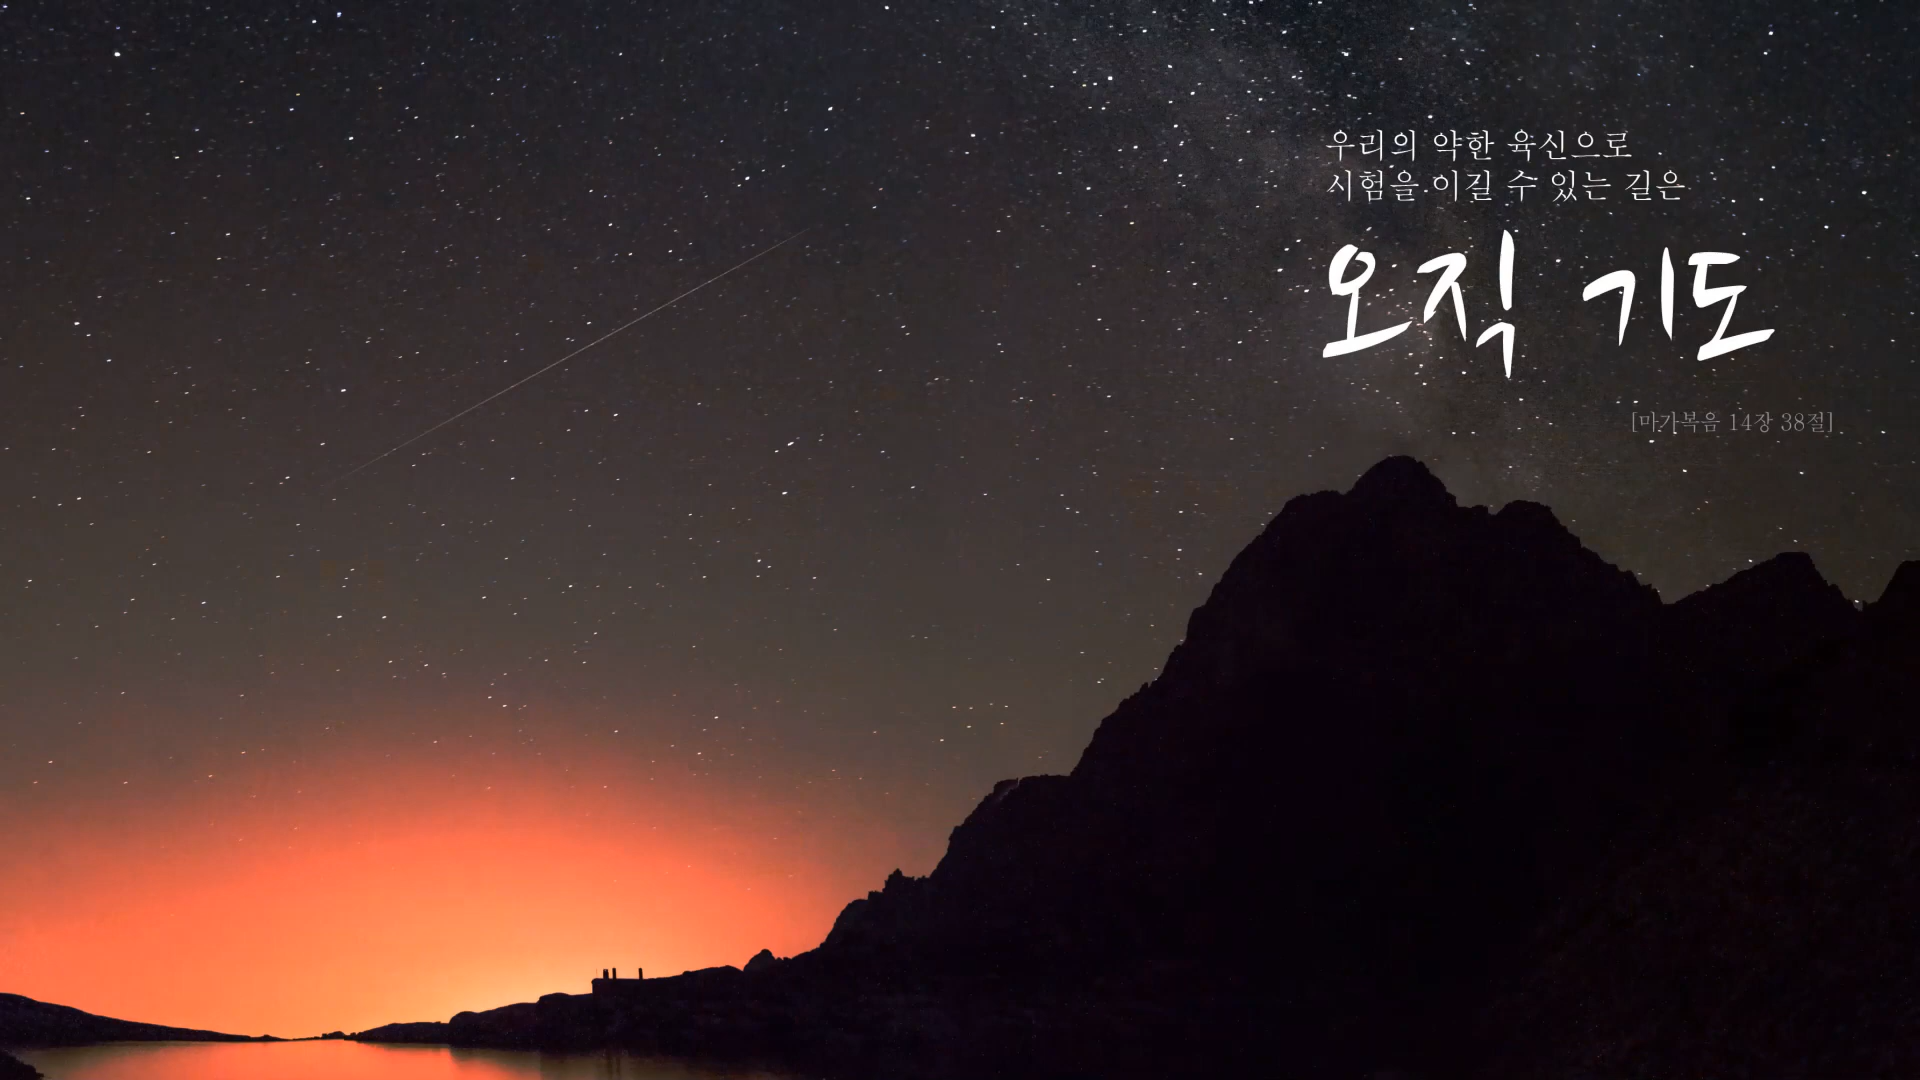 우리의 약한 육신으로
시험을 이길 수 있는 길은
오직 기도
[마가복음 14장 38절]